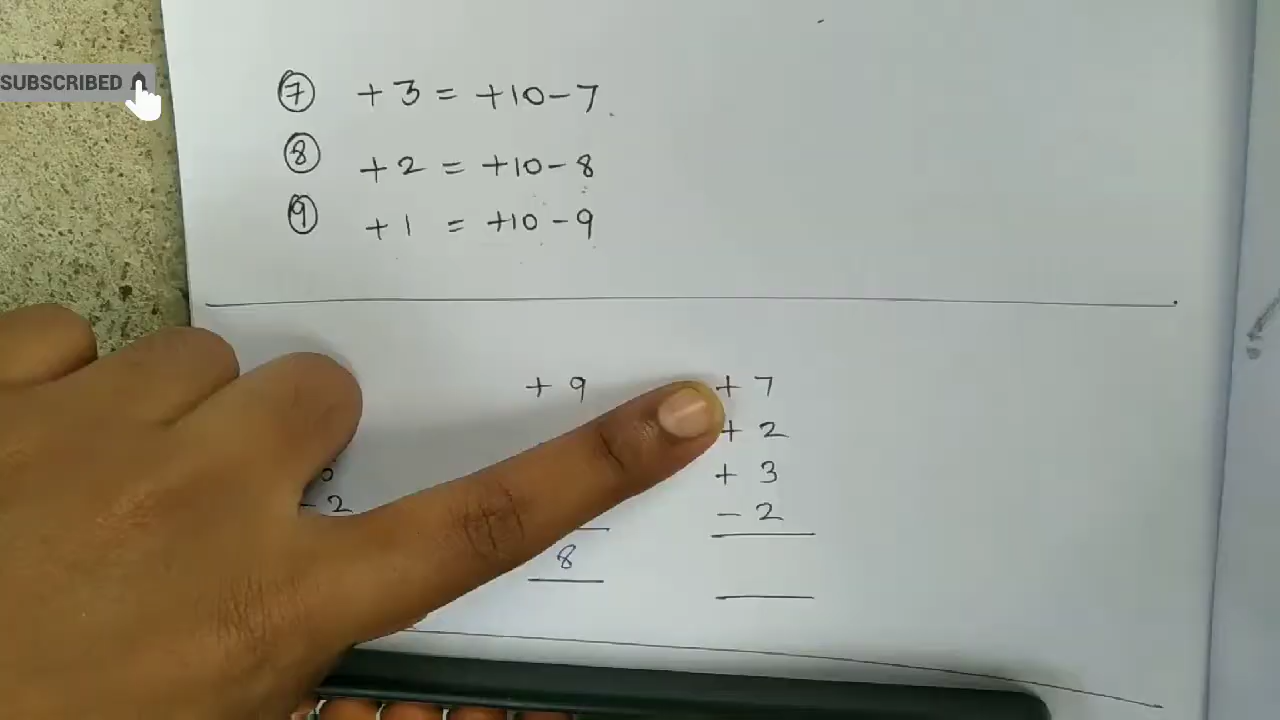 SUBSCRIBED
7 +3 = +10-7
8 +2 = +10-8
9 +1 = +10-9
- 2
+ 9
8
+ 7
+ 2
+ 3
- 2